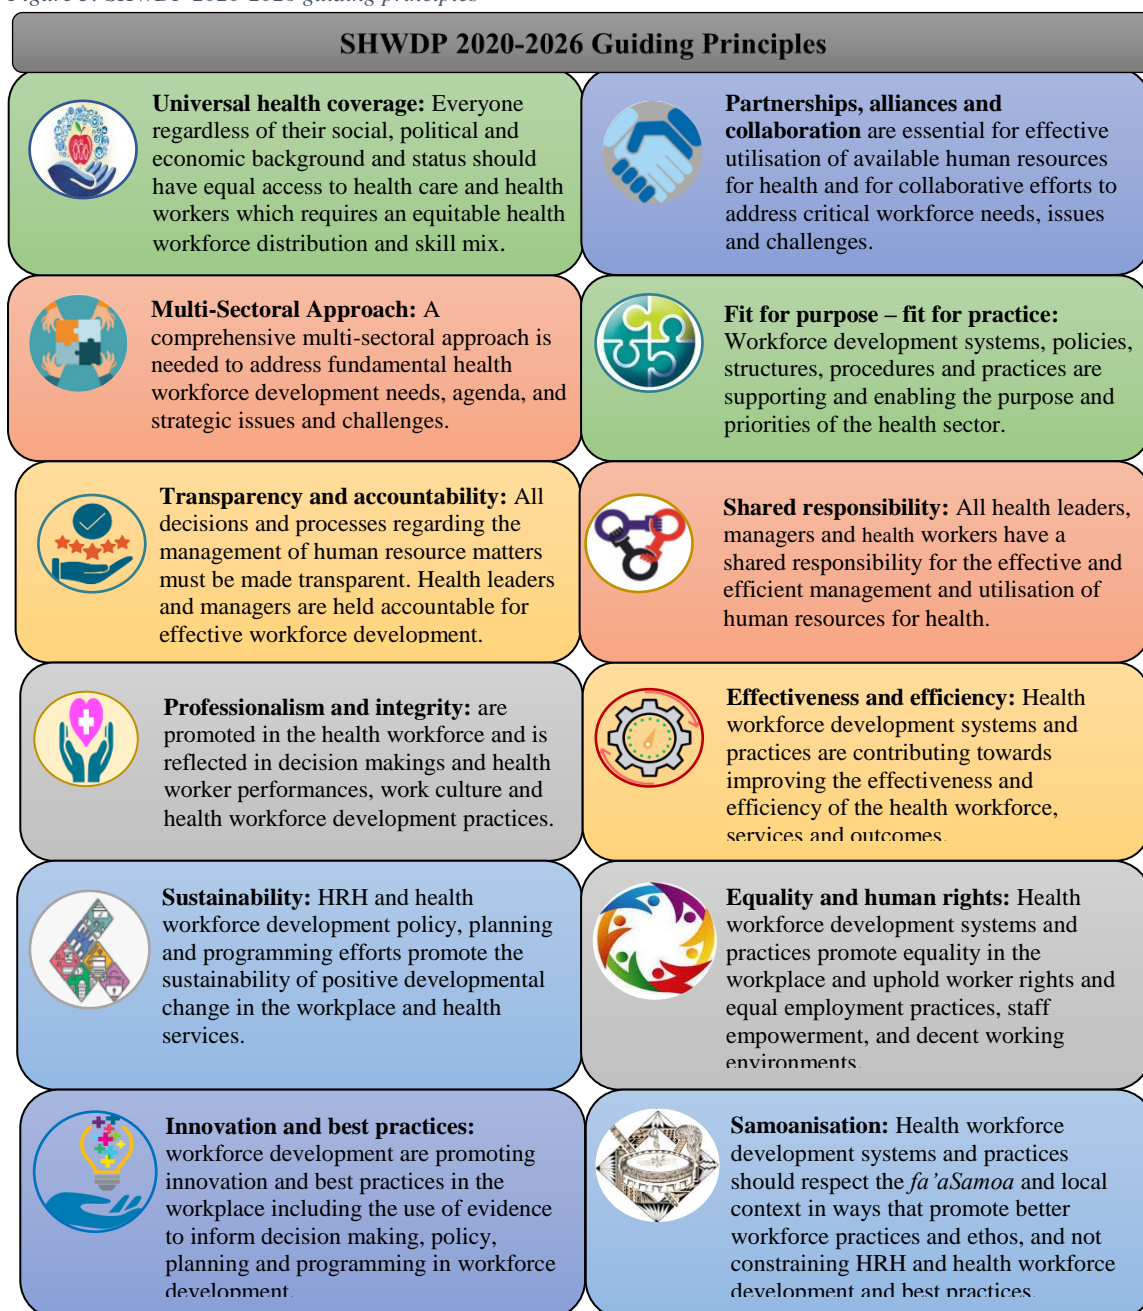 SHWDP 2020-2026 Guiding Principles
Universal health coverage: Everyone
regardless of their social, political and
economic background and status should
have equal access to health care and health
workers which requires an equitable health
workforce distribution and skill mix.
Partnerships, alliances and
collaboration are essential for effective
utilisation of available human resources
for health and for collaborative efforts to
address critical workforce needs, issues
and challenges.
Multi-Sectoral Approach: A
comprehensive multi-sectoral approach is
needed to address fundamental health
workforce development needs, agenda, and
strategic issues and challenges.
Fit for purpose – fit for practice:
Workforce development systems, policies,
structures, procedures and practices are
supporting and enabling the purpose and
priorities of the health sector.
Transparency and accountability: All
decisions and processes regarding the
management of human resource matters
must be made transparent. Health leaders
and managers are held accountable for
effective workforce development.
Shared responsibility: All health leaders,
managers and health workers have a
shared responsibility for the effective and
efficient management and utilisation of
human resources for health.
Professionalism and integrity: are
promoted in the health workforce and is
reflected in decision makings and health
worker performances, work culture and
health workforce development practices.
Effectiveness and efficiency: Health
workforce development systems and
practices are contributing towards
improving the effectiveness and
efficiency of the health workforce,
services and outcomes.
Sustainability: HRH and health
workforce development policy, planning
and programming efforts promote the
sustainability of positive developmental
change in the workplace and health
services.
Equality and human rights: Health
workforce development systems and
practices promote equality in the
workplace and uphold worker rights and
equal employment practices, staff
empowerment, and decent working
environments.
Innovation and best practices:
workforce development are promoting
innovation and best practices in the
workplace including the use of evidence
to inform decision making, policy,
planning and programming in workforce
development.
Samoanisation: Health workforce
development systems and practices
should respect the fa'aSamoa and local
context in ways that promote better
workforce practices and ethos, and not
constraining HRH and health workforce
development and best practices.